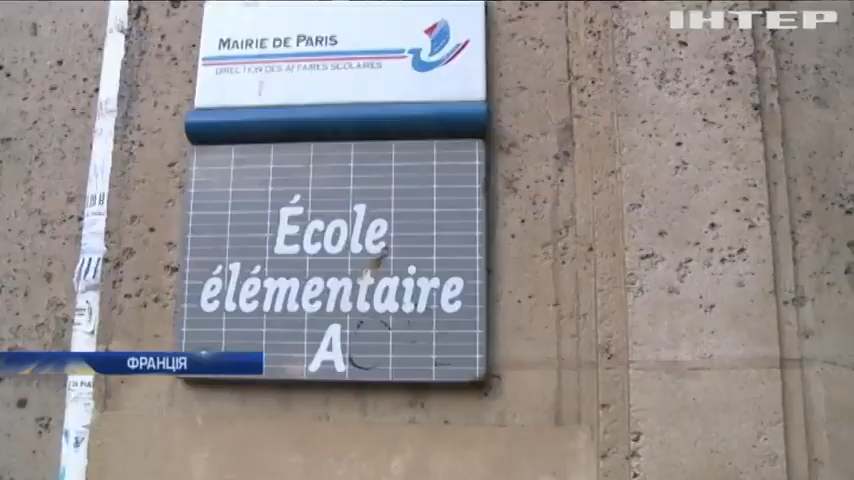 ІНТЕР
MAIRIE DE PARIS
DIRECTION DES AFFAIRES SCOLAIRES
École
élémentaire
A
ФРАНЦІЯ